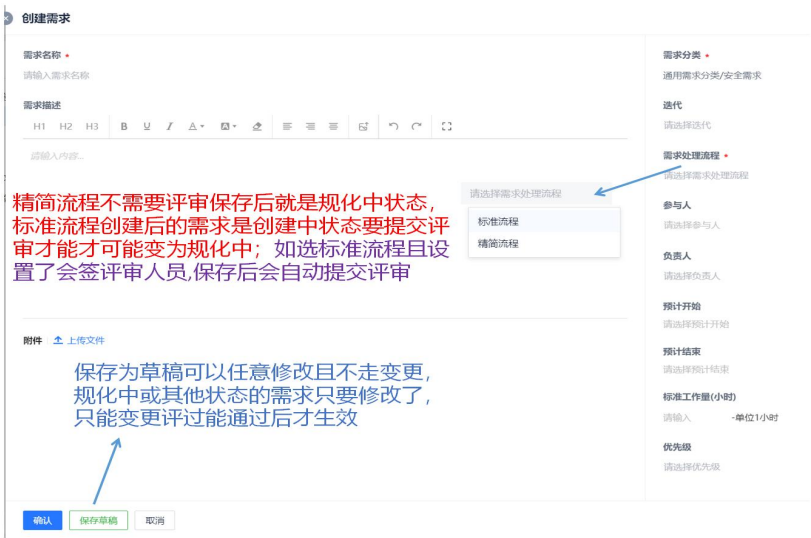 创建需求
需求名称 •
请输入需求名称
需求描述
H1 H2 H3 B U I A
请输入内容...
精简流程不需要评审保存后就是规化中状态,
标准流程创建后的需求是创建中状态要提交评
审才能才可能变为规化中; 如选标准流程且设
置了会签评审人员,保存后会自动提交评审
请选择需求处理流程
标准流程
精简流程
附件 上传文件
保存为草稿可以任意修改且不走变更,
规化中或其他状态的需求只要修改了,
只能变更评过能通过后才生效
确认 保存草稿 取消
需求分类 •
通用需求分类/安全需求
迭代
请选择迭代
需求处理流程 •
请选择需求处理流程
参与人
请选择参与人
负责人
请选择负责人
预计开始
请选择预计开始
预计结束
请选择预计结束
标准工作量(小时)
请输入 -单位1小时
优先级
请选择优先级